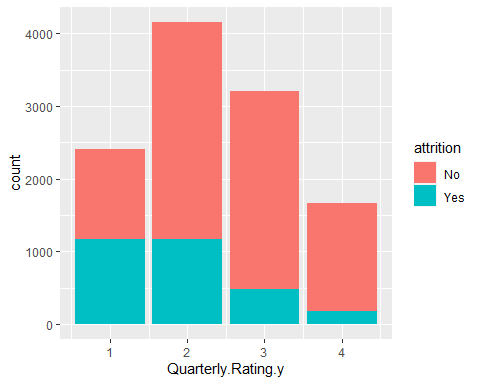 4000
3000
2000
1000
0
count
1 2 3 4
Quarterly.Rating.y
attrition
No
Yes